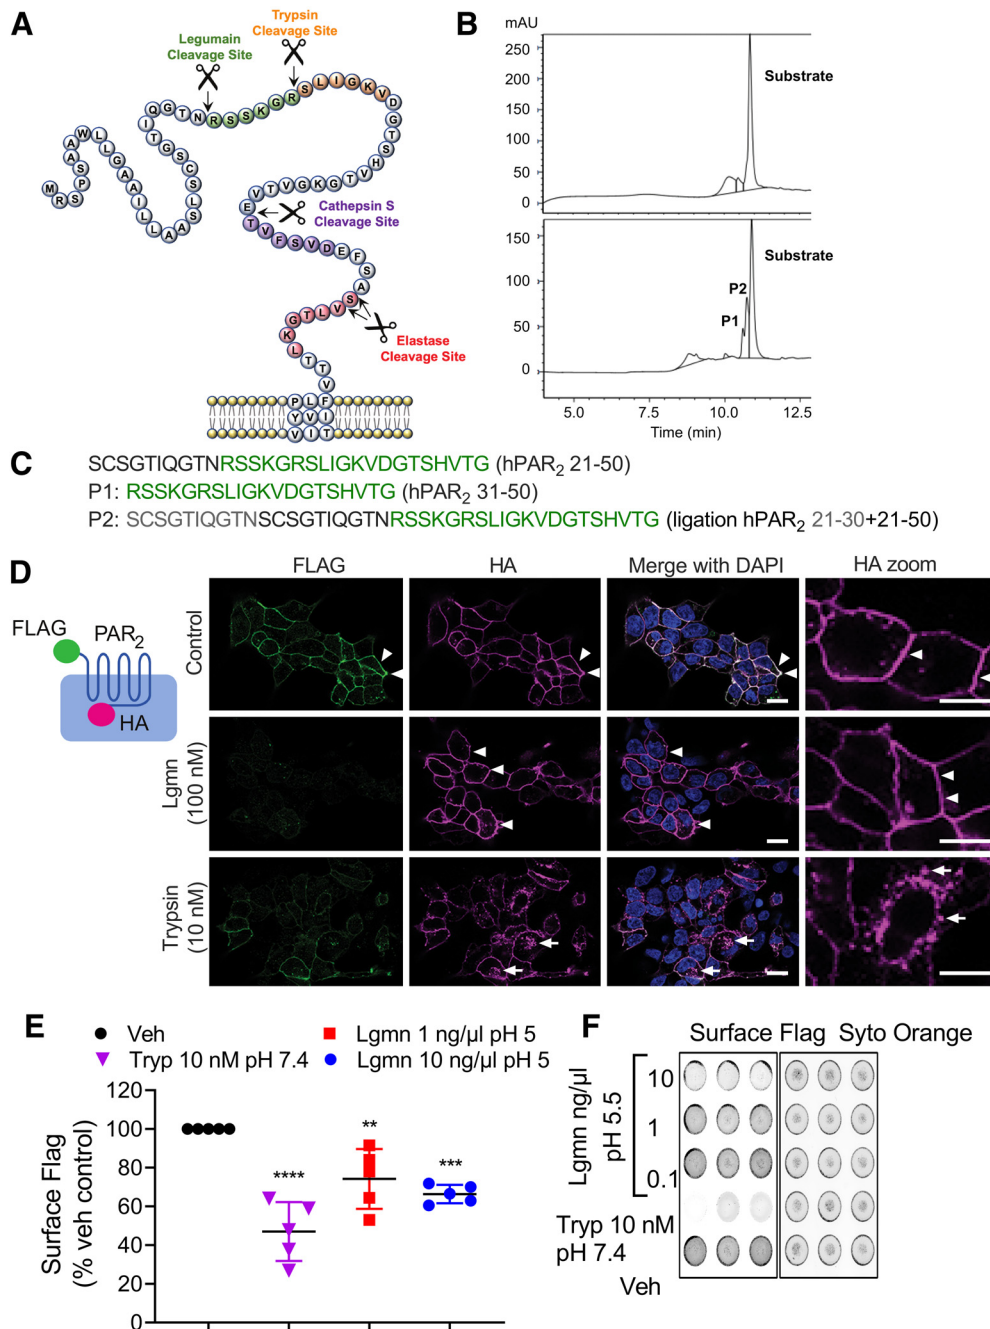 A
Legumain
Cleavage Site
Trypsin
Cleavage Site
M R S P S A A W L L G A A I L L A A S L S C S G T I Q G T N R S S K G R S L I G K V D G T S H V T G K G V T V E T V F S V D E F S A S V L T G K L T T V F
P L F
Y V I
V I T
Cathepsin S
Cleavage Site
Elastase
Cleavage Site
B
mAU
250
200
150
100
50
0
Substrate
150
100
50
0
Substrate
P2
P1
5.0 7.5 10.0 12.5
Time (min)
C
SCSGTIQGTNRSSKGRSLIGKVDGTSHVTG (hPAR2 21-50)
P1: RSSKGRSLIGKVDGTSHVTG (hPAR2 31-50)
P2: SCSGTIQGTNSCSGTIQGTNRSSKGRSLIGKVDGTSHVTG (ligation hPAR2 21-30+21-50)
D
FLAG HA Merge with DAPI HA zoom
FLAG
PAR2
HA
Control
Lgmn
(100 nM)
Trypsin
(10 nM)
E
Veh
Lgmn 1 ng/µl pH 5
Tryp 10 nM pH 7.4
Lgmn 10 ng/µl pH 5
Surface Flag
(% veh control)
120
100
80
60
40
20
0
****
**
***
F
Surface Flag Syto Orange
Lgmn ng/µl
pH 5.5
10
1
0.1
Tryp 10 nM
pH 7.4
Veh